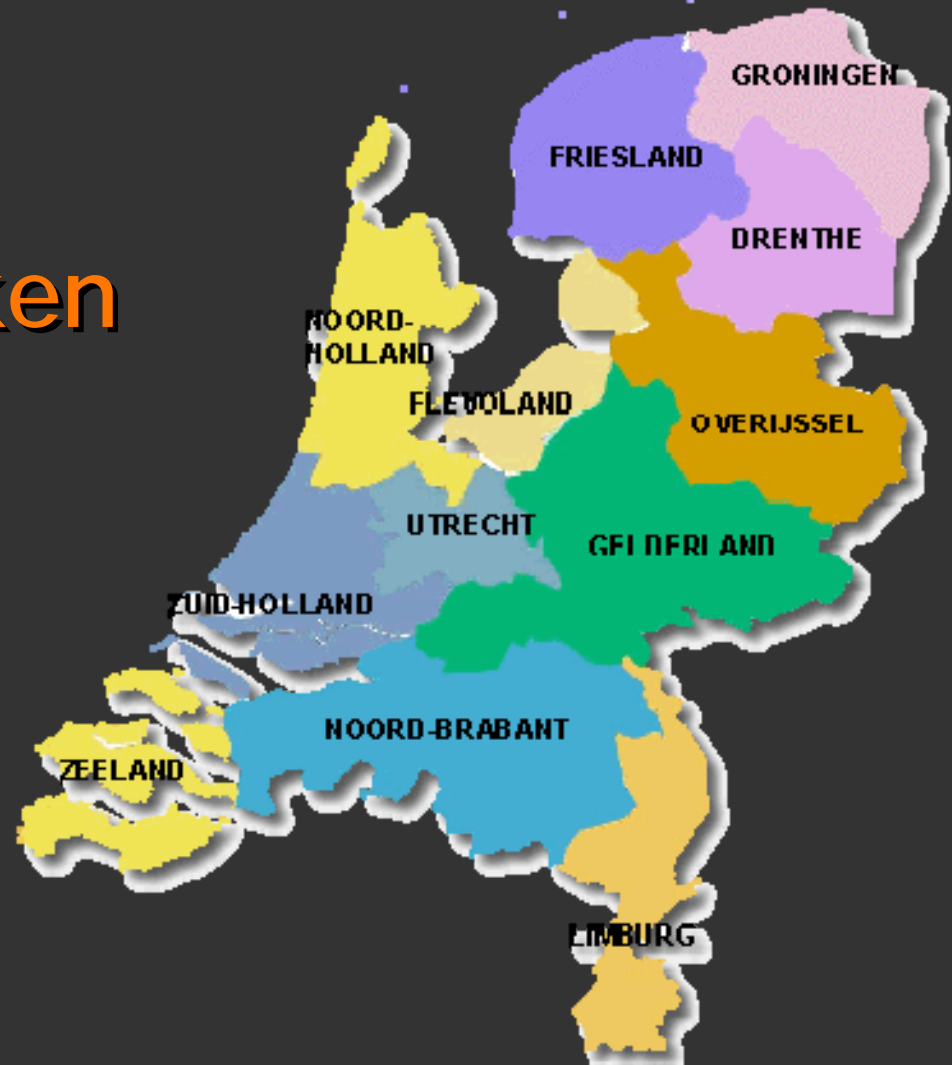 GRONINGEN
FRIESLAND
DRENTHE
ken
NOORD-
HOLLAND
FLEVOLAND
OVERIJSSEL
UTRECHT
GELDERLAND
ZUID-HOLLAND
NOORD-BRABANT
ZEELAND
LIMBURG